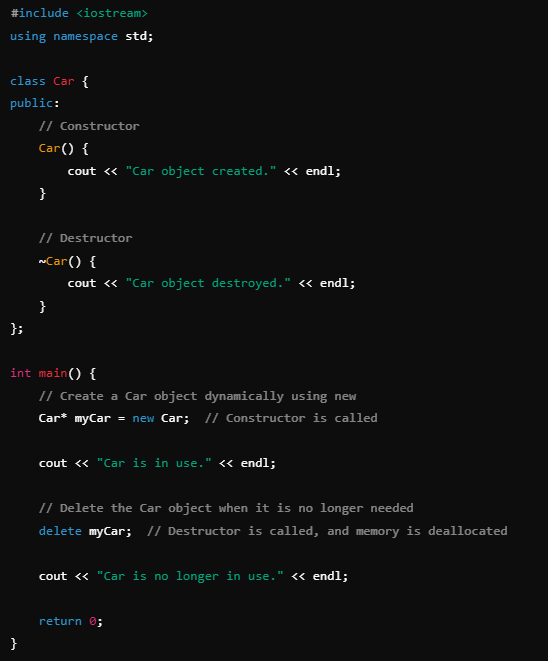 #include <iostream>
using namespace std;

class Car {
public:
    // Constructor
    Car() {
        cout << "Car object created." << endl;
    }

    // Destructor
    ~Car() {
        cout << "Car object destroyed." << endl;
    }
};

int main() {
    // Create a Car object dynamically using new
    Car* myCar = new Car;  // Constructor is called

    cout << "Car is in use." << endl;

    // Delete the Car object when it is no longer needed
    delete myCar;  // Destructor is called, and memory is deallocated

    cout << "Car is no longer in use." << endl;

    return 0;
}